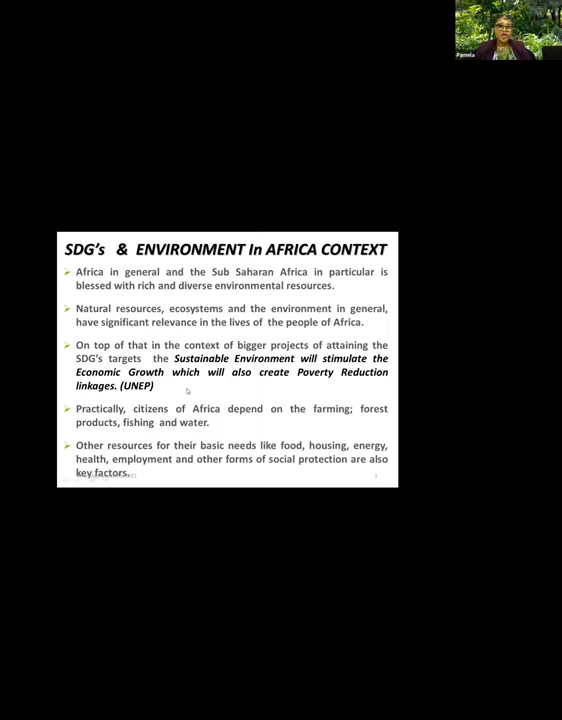 Pamela
SDG's & ENVIRONMENT In AFRICA CONTEXT
Africa in general and the Sub Saharan Africa in particular is
blessed with rich and diverse environmental resources.
Natural resources, ecosystems and the environment in general,
have significant relevance in the lives of the people of Africa.
On top of that in the context of bigger projects of attaining the
SDG's targets the Sustainable Environment will stimulate the
Economic Growth which will also create Poverty Reduction
linkages. (UNEP)
Practically, citizens of Africa depend on the farming; forest
products, fishing and water.
Other resources for their basic needs like food, housing, energy,
health, employment and other forms of social protection are also
key factors.
3